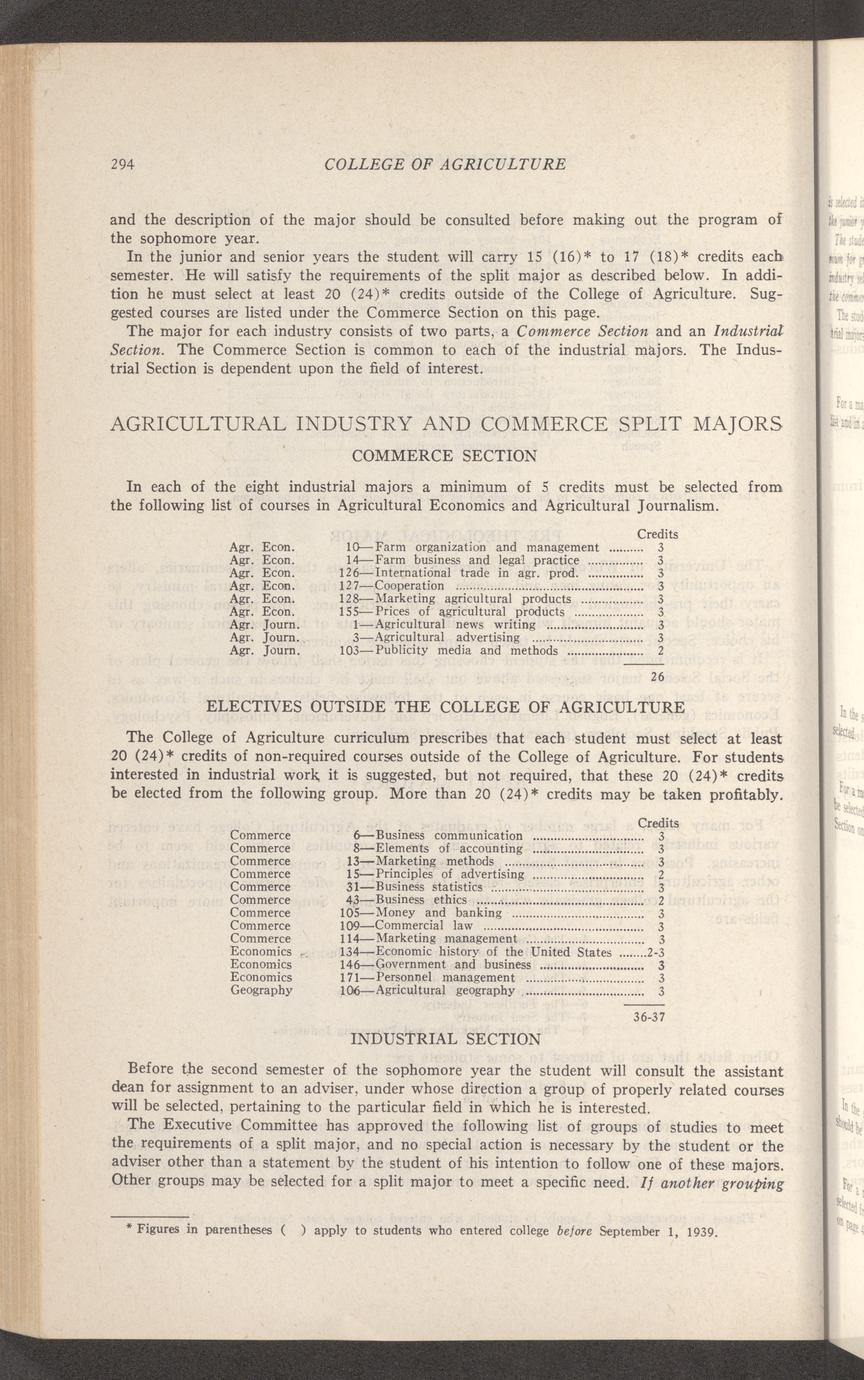 294 COLLEGE OF AGRICULTURE
and the description of the major should be consulted before making out the program of
the sophomore year.
In the junior and senior years the student will carry 15 (16)* to 17 (18)* credits each
semester. He will satisfy the requirements of the split major as described below. In addi-
tion he must select at least 20 (24)* credits outside of the College of Agriculture. Sug-
gested courses are listed under the Commerce Section on this page.
The major for each industry consists of two parts, a Commerce Section and an Industrial
Section. The Commerce Section is common to each of the industrial majors. The Indus-
trial Section is dependent upon the field of interest.
AGRICULTURAL INDUSTRY AND COMMERCE SPLIT MAJORS
COMMERCE SECTION
In each of the eight industrial majors a minimum of 5 credits must be selected from
the following list of courses in Agricultural Economics and Agricultural Journalism.
Credits
Agr. Econ. 10—Farm organization and management .......... 3
Agr. Econ. 14—Farm business and legal practice ................ 3
Agr. Econ. 126—International trade in agr. prod. ................ 3
Agr. Econ. 127—Cooperation ...................................................... 3
Agr. Econ. 128—Marketing agricultural products .................. 3
Agr. Econ. 155—Prices of agricultural products .................... 3
Agr. Journ. 1—Agricultural news writing ............................ 3
Agr. Journ. 3—Agricultural advertising ................................ 3
Agr. Journ. 103—Publicity media and methods ...................... 2
26
ELECTIVES OUTSIDE THE COLLEGE OF AGRICULTURE
The College of Agriculture curriculum prescribes that each student must select at least
20 (24)* credits of non-required courses outside of the College of Agriculture. For students
interested in industrial work, it is suggested, but not required, that these 20 (24)* credits
be elected from the following group. More than 20 (24)* credits may be taken profitably.
Credits
Commerce 6—Business communication ................................ 3
Commerce 8—Elements of accounting ................................ 3
Commerce 13—Marketing methods ........................................ 3
Commerce 15—Principles of advertising ................................ 2
Commerce 31—Business statistics ............................................ 3
Commerce 43—Business ethics ................................................ 2
Commerce 105—Money and banking ...................................... 3
Commerce 109—Commercial law .............................................. 3
Commerce 114—Marketing management .................................. 3
Economics 134—Economic history of the United States ........2-3
Economics 146—Government and business .............................. 3
Economics 171—Personnel management .................................. 3
Geography 106—Agricultural geography .................................. 3
36-37
INDUSTRIAL SECTION
Before the second semester of the sophomore year the student will consult the assistant
dean for assignment to an adviser, under whose direction a group of properly related courses
will be selected, pertaining to the particular field in which he is interested.
The Executive Committee has approved the following list of groups of studies to meet
the requirements of a split major, and no special action is necessary by the student or the
adviser other than a statement by the student of his intention to follow one of these majors.
Other groups may be selected for a split major to meet a specific need. If another grouping
* Figures in parentheses ( ) apply to students who entered college before September 1, 1939.